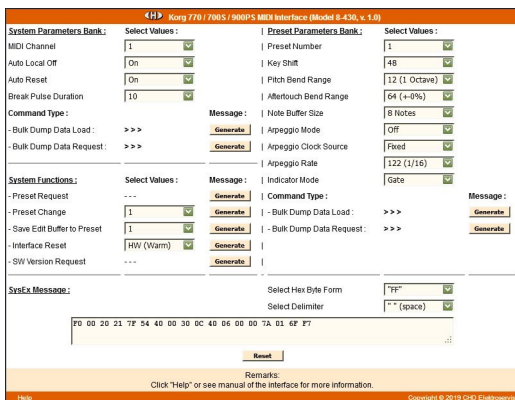 CHD Korg 770 / 700S / 900PS MIDI Interface (Model 8-430, v. 1.0)
System Parameters Bank : Select Values : | Preset Parameters Bank : Select Values :
MIDI Channel 1 | Preset Number 1
Auto Local Off On | Key Shift 48
Auto Reset On | Pitch Bend Range 12 (1 Octave)
Break Pulse Duration 10 | Aftertouch Bend Range 64 (+-0%)
Command Type : Message : | Note Buffer Size 8 Notes
- Bulk Dump Data Load : >>> Generate | Arpeggio Mode Off
- Bulk Dump Data Request : >>> Generate | Arpeggio Clock Source Fixed
| Arpeggio Rate 122 (1/16)
System Functions : Select Values : Message : | Indicator Mode Gate
- Preset Request --- Generate | Command Type : Message :
- Preset Change 1 Generate | - Bulk Dump Data Load : >>> Generate
- Save Edit Buffer to Preset 1 Generate | - Bulk Dump Data Request : >>> Generate
- Interface Reset HW (Warm) Generate |
- SW Version Request --- Generate |
SysEx Message : Select Hex Byte Form "FF"
Select Delimiter " " (space)
F0 00 20 21 7F 54 40 00 30 0C 40 06 00 00 7A 01 6F F7
Reset
Remarks:
Click "Help" or see manual of the interface for more information.
Help Copyright © 2019 CHD Elektroservis